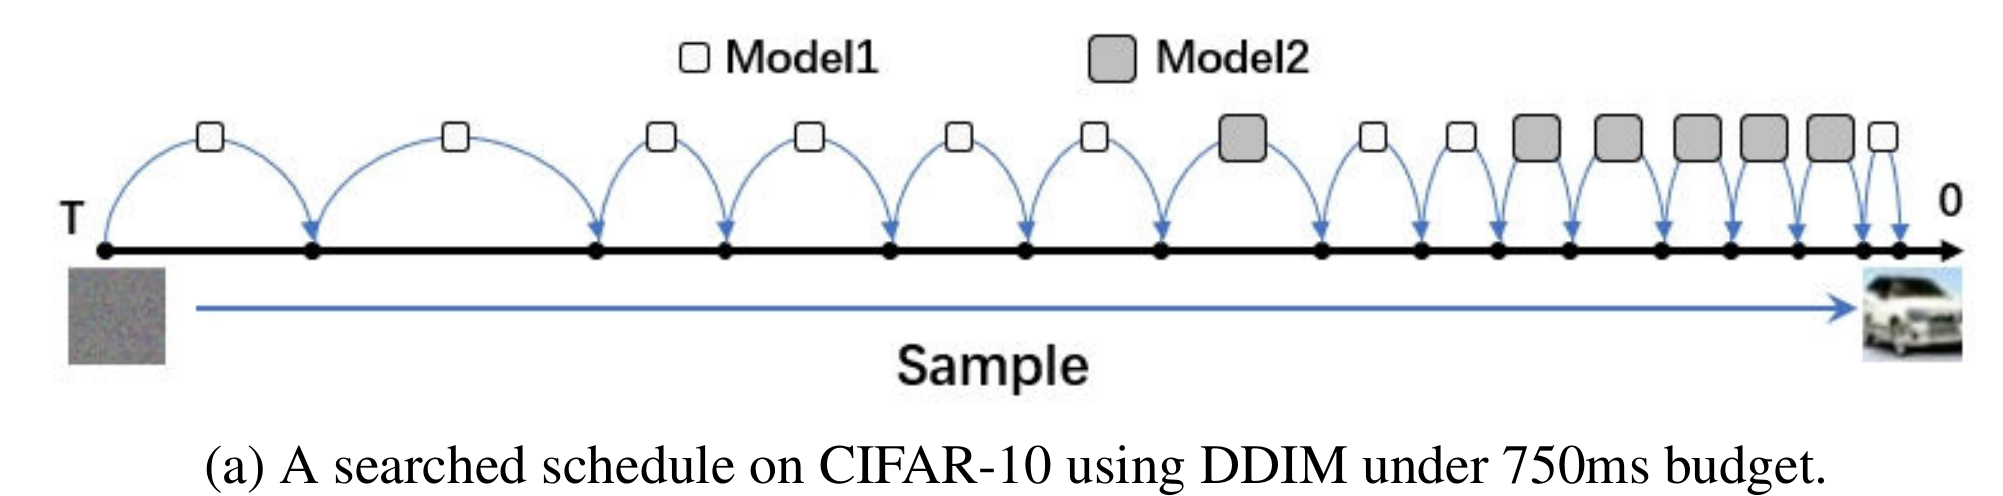 Model1 Model2
T 0
Sample
(a) A searched schedule on CIFAR-10 using DDIM under 750ms budget.